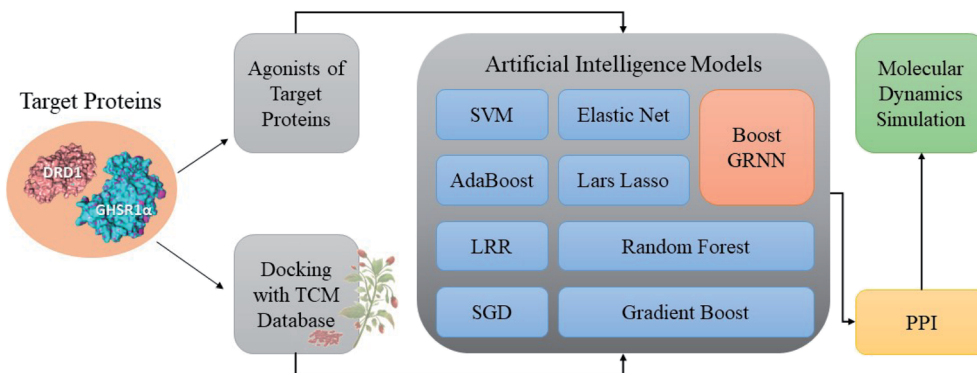 Target Proteins
DRD1
GHSR1α
Agonists of
Target
Proteins
Docking
with TCM
Database
Artificial Intelligence Models
SVM
Elastic Net
Boost
GRNN
AdaBoost
Lars Lasso
LRR
Random Forest
SGD
Gradient Boost
Molecular
Dynamics
Simulation
PPI